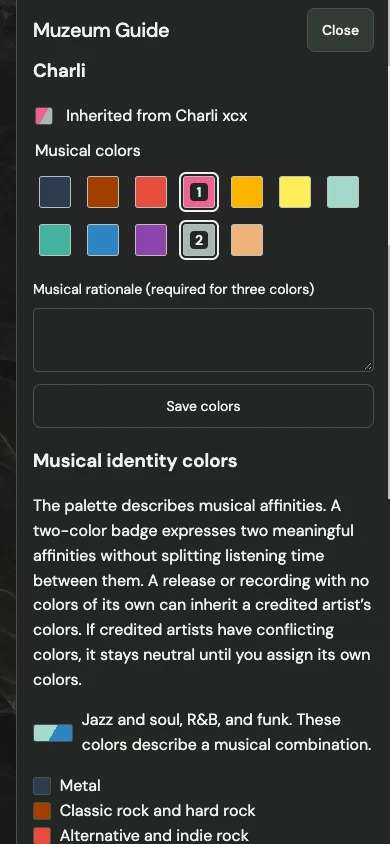 Muzeum Guide
Close
Charli
Inherited from Charli xcx
Musical colors
1
2
Musical rationale (required for three colors)
Save colors
Musical identity colors
The palette describes musical affinities. A
two-color badge expresses two meaningful
affinities without splitting listening time
between them. A release or recording with no
colors of its own can inherit a credited artist’s
colors. If credited artists have conflicting
colors, it stays neutral until you assign its own
colors.
Jazz and soul, R&B, and funk. These
colors describe a musical combination.
Metal
Classic rock and hard rock
Alternative and indie rock